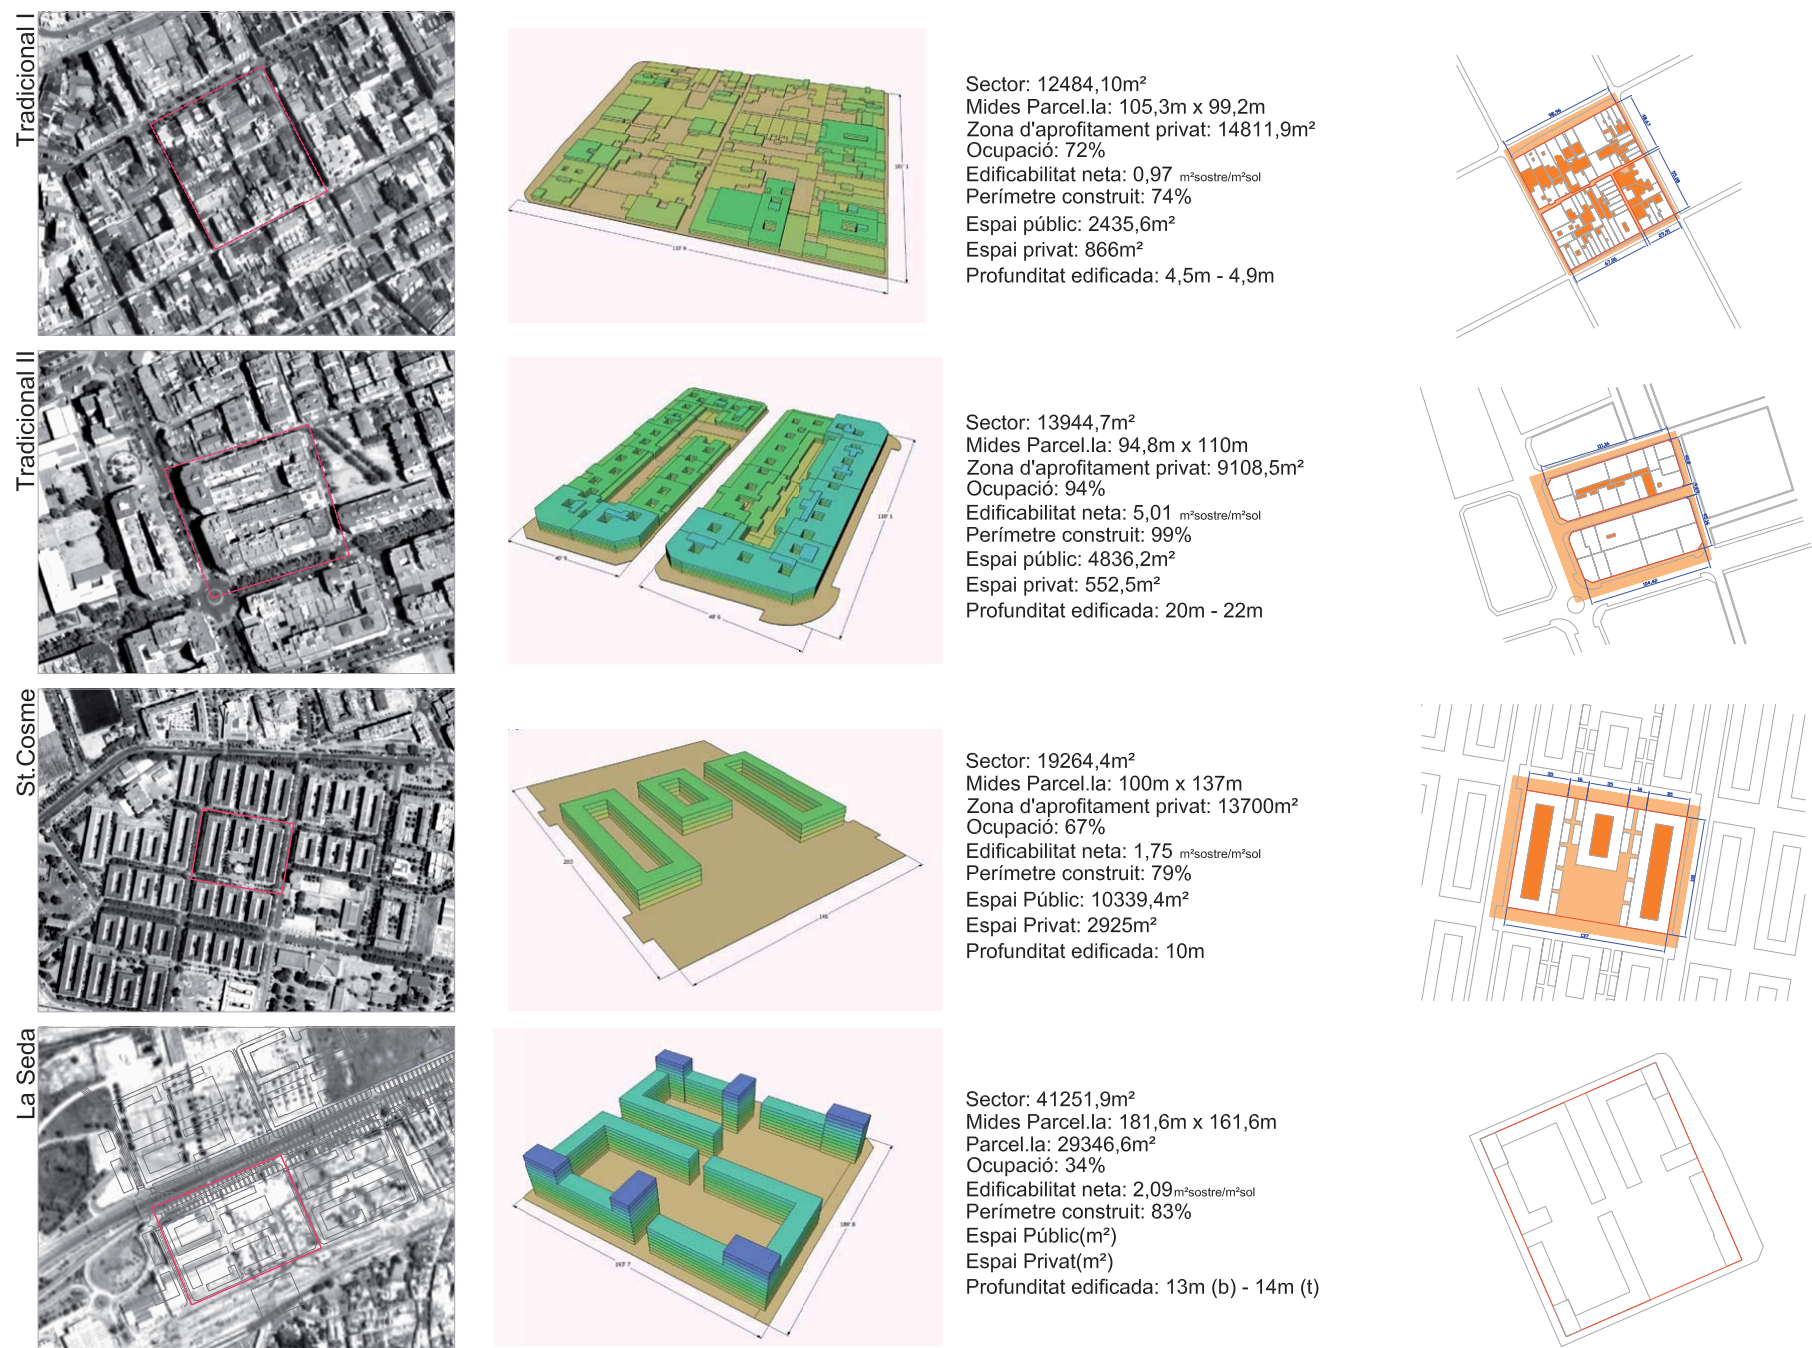 Tradicional I
Sector: 12484,10m²
Mides Parcel.la: 105,3m x 99,2m
Zona d'aprofitament privat: 14811,9m²
Ocupació: 72%
Edificabilitat neta: 0,97 m²sostre/m²sol
Perímetre construit: 74%
Espai públic: 2435,6m²
Espai privat: 866m²
Profunditat edificada: 4,5m - 4,9m
Tradicional II
Sector: 13944,7m²
Mides Parcel.la: 94,8m x 110m
Zona d'aprofitament privat: 9108,5m²
Ocupació: 94%
Edificabilitat neta: 5,01 m²sostre/m²sol
Perímetre construit: 99%
Espai públic: 4836,2m²
Espai privat: 552,5m²
Profunditat edificada: 20m - 22m
St.Cosme
Sector: 19264,4m²
Mides Parcel.la: 100m x 137m
Zona d'aprofitament privat: 13700m²
Ocupació: 67%
Edificabilitat neta: 1,75 m²sostre/m²sol
Perímetre construit: 79%
Espai Públic: 10339,4m²
Espai Privat: 2925m²
Profunditat edificada: 10m
137
La Seda
Sector: 41251,9m²
Mides Parcel.la: 181,6m x 161,6m
Parcel.la: 29346,6m²
Ocupació: 34%
Edificabilitat neta: 2,09m²sostre/m²sol
Perímetre construit: 83%
Espai Públic(m²)
Espai Privat(m²)
Profunditat edificada: 13m (b) - 14m (t)